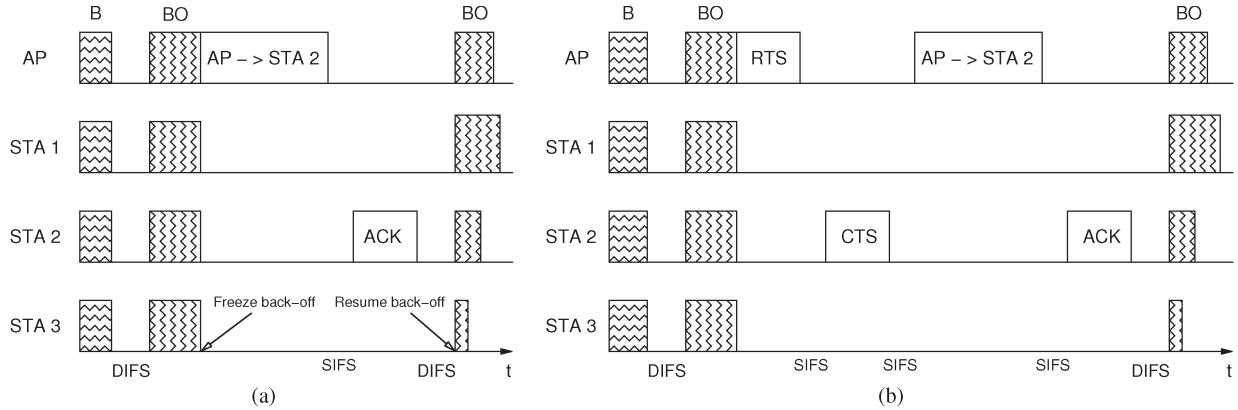 B BO BO
AP AP – > STA 2
STA 1
STA 2 ACK
Freeze back–off Resume back–off
STA 3
DIFS SIFS DIFS t
(a)
B BO BO
AP RTS AP – > STA 2
STA 1
STA 2 CTS ACK
STA 3
DIFS SIFS SIFS SIFS DIFS t
(b)